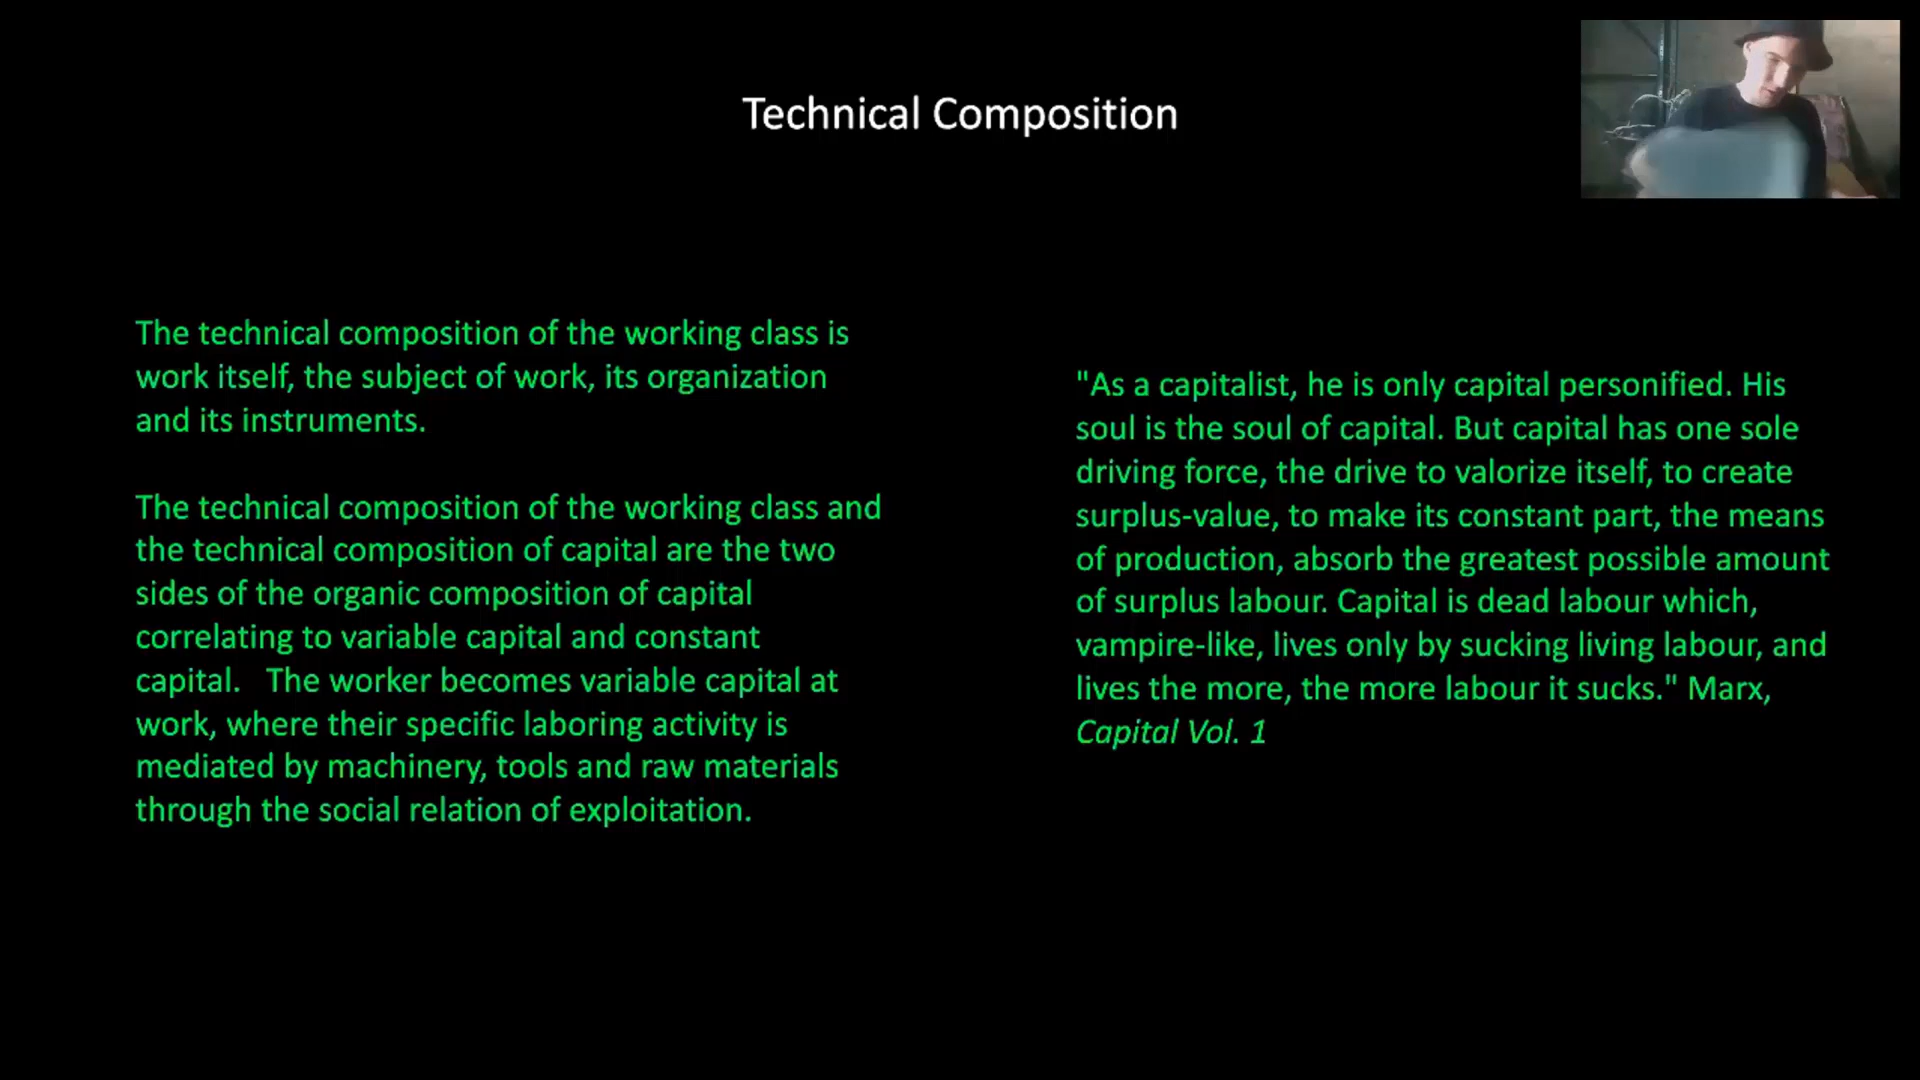 Technical Composition
The technical composition of the working class is
work itself, the subject of work, its organization
and its instruments.
The technical composition of the working class and
the technical composition of capital are the two
sides of the organic composition of capital
correlating to variable capital and constant
capital.   The worker becomes variable capital at
work, where their specific laboring activity is
mediated by machinery, tools and raw materials
through the social relation of exploitation.
"As a capitalist, he is only capital personified. His
soul is the soul of capital. But capital has one sole
driving force, the drive to valorize itself, to create
surplus-value, to make its constant part, the means
of production, absorb the greatest possible amount
of surplus labour. Capital is dead labour which,
vampire-like, lives only by sucking living labour, and
lives the more, the more labour it sucks." Marx,
Capital Vol. 1